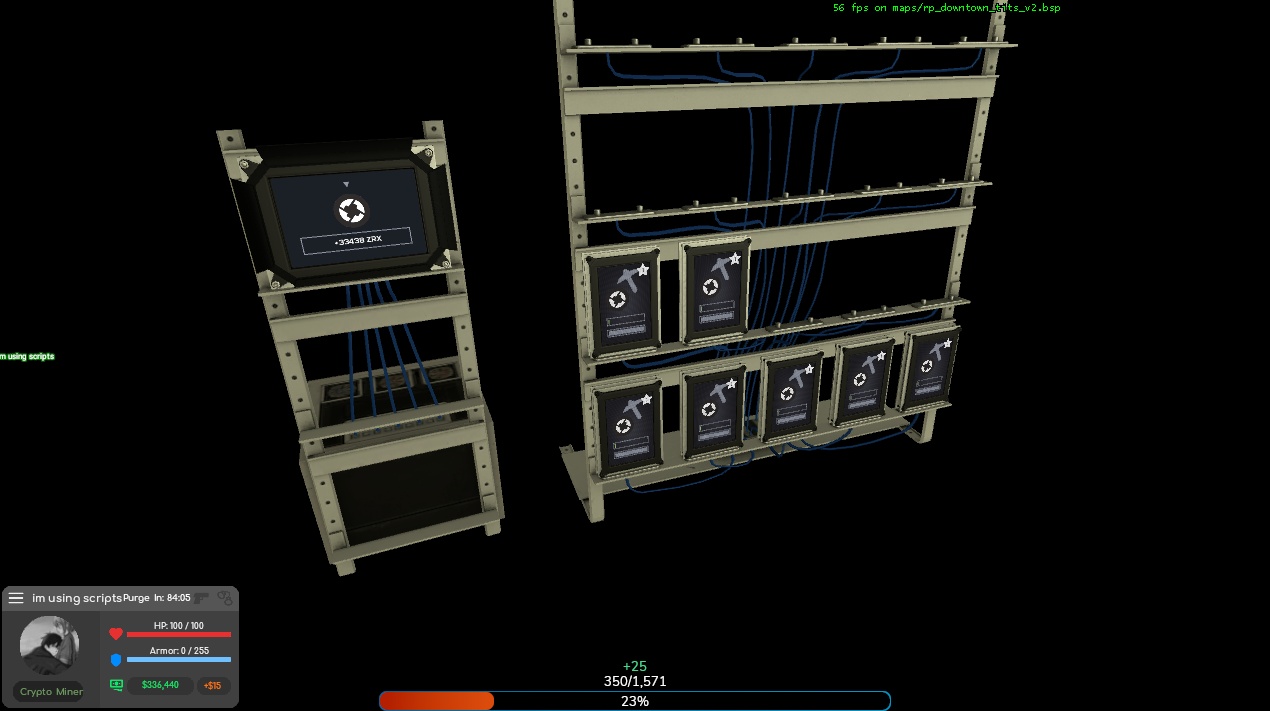 56 fps on maps/rp_downtown_tits_v2.bsp
+33438 ZRX
m using scripts
im using scripts Purge In: 84:05
HP: 100 / 100
Armor: 0 / 255
Crypto Miner
$336,440
+$15
+25
350/1,571
23%